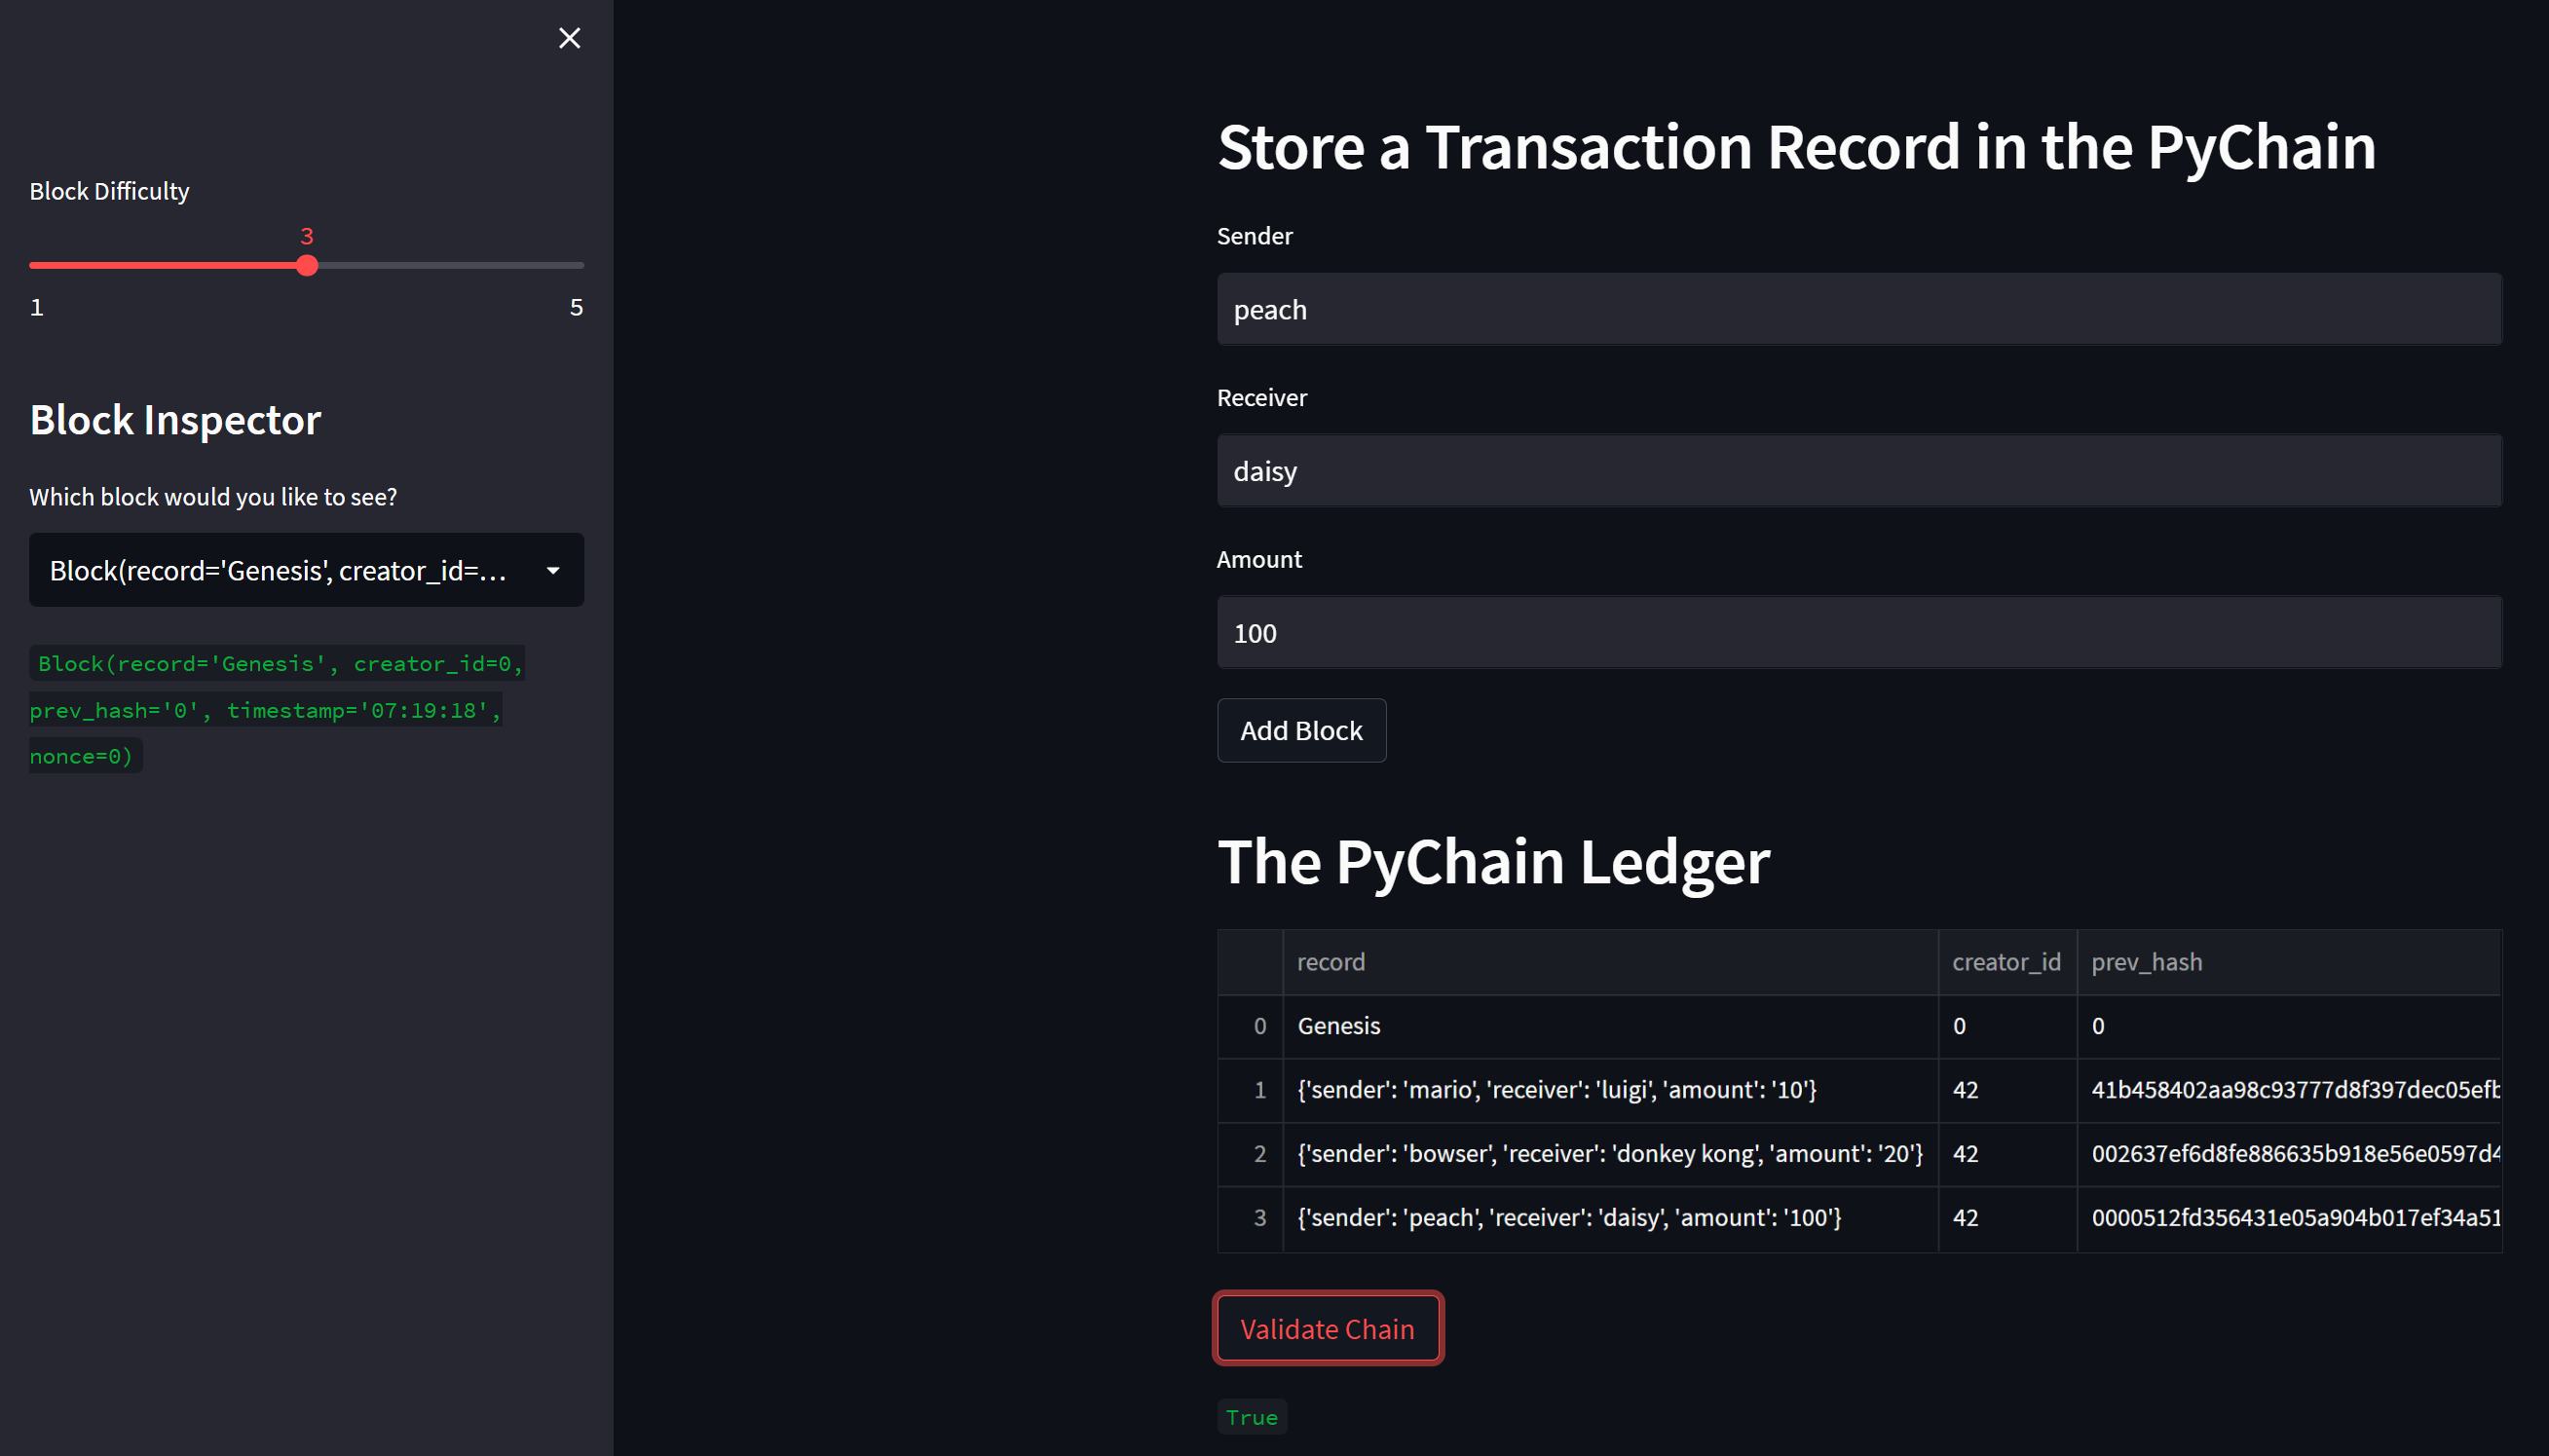 Block Difficulty
3
1 5
Block Inspector
Which block would you like to see?
Block(record='Genesis', creator_id=...
Block(record='Genesis', creator_id=0,
prev_hash='0', timestamp='07:19:18',
nonce=0)
Store a Transaction Record in the PyChain
Sender
peach
Receiver
daisy
Amount
100
Add Block
The PyChain Ledger
record creator_id prev_hash
0 Genesis 0 0
1 {'sender': 'mario', 'receiver': 'luigi', 'amount': '10'} 42 41b458402aa98c93777d8f397dec05efb
2 {'sender': 'bowser', 'receiver': 'donkey kong', 'amount': '20'} 42 002637ef6d8fe886635b918e56e0597d4
3 {'sender': 'peach', 'receiver': 'daisy', 'amount': '100'} 42 0000512fd356431e05a904b017ef34a51
Validate Chain
True